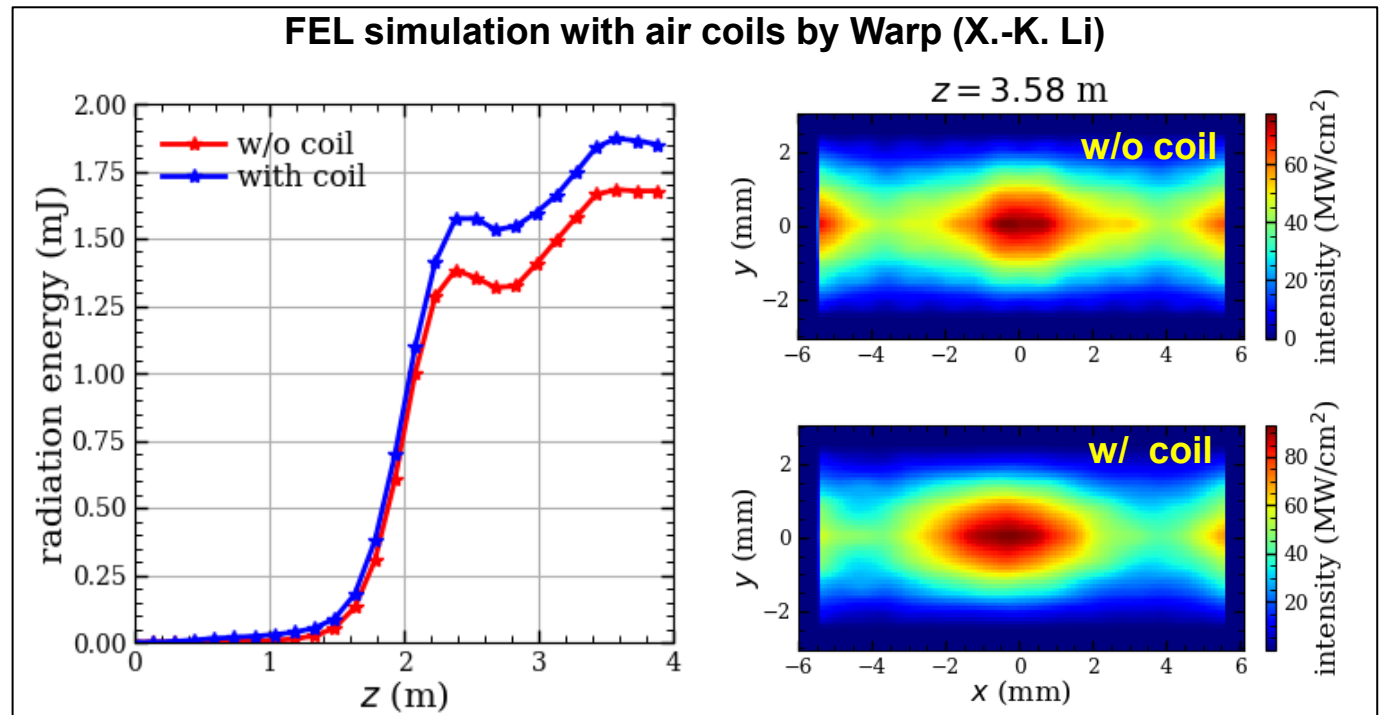 FEL simulation with air coils by Warp (X.-K. Li)
radiation energy (mJ)
2.00
1.75
1.50
1.25
1.00
0.75
0.50
0.25
0.00
w/o coil
with coil
0 1 2 3 4
z (m)
z = 3.58 m
w/o coil
y (mm)
2
0
−2
−6 −4 −2 0 2 4 6
60
40
20
0
intensity (MW/cm²)
w/ coil
y (mm)
2
0
−2
−6 −4 −2 0 2 4 6
x (mm)
80
60
40
20
intensity (MW/cm²)